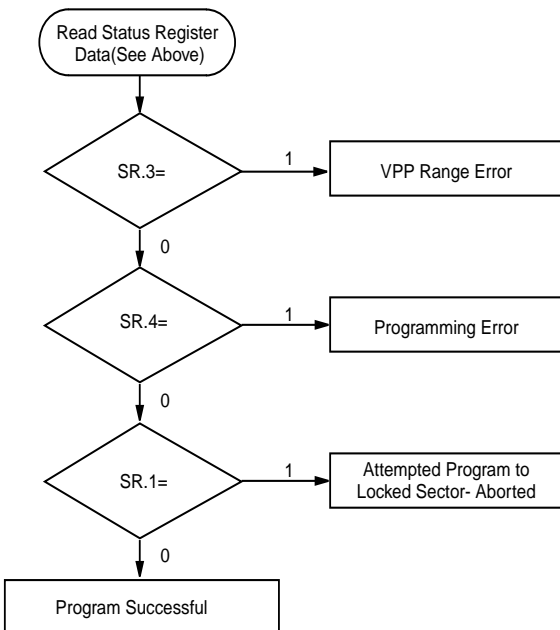 Read Status Register
Data(See Above)
SR.3=
1
VPP Range Error
0
SR.4=
1
Programming Error
0
SR.1=
1
Attempted Program to
Locked Sector- Aborted
0
Program Successful